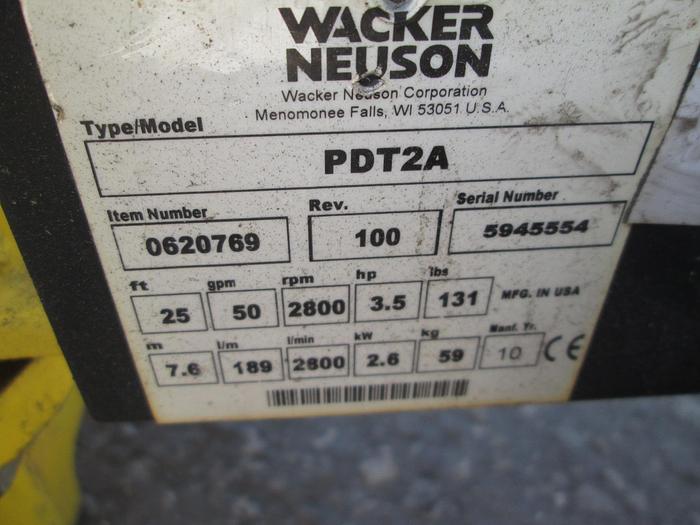 WACKER
NEUSON
Wacker Neuson Corporation
Menomonee Falls, WI 53051 U.S.A.
Type/Model
PDT2A
Item Number Rev. Serial Number
0620769 100 5945554
ft gpm rpm hp lbs
25 50 2800 3.5 131 MFG. IN USA
m l/m l/min kW kg Manf. Yr.
7.6 189 2800 2.6 59 10 CE